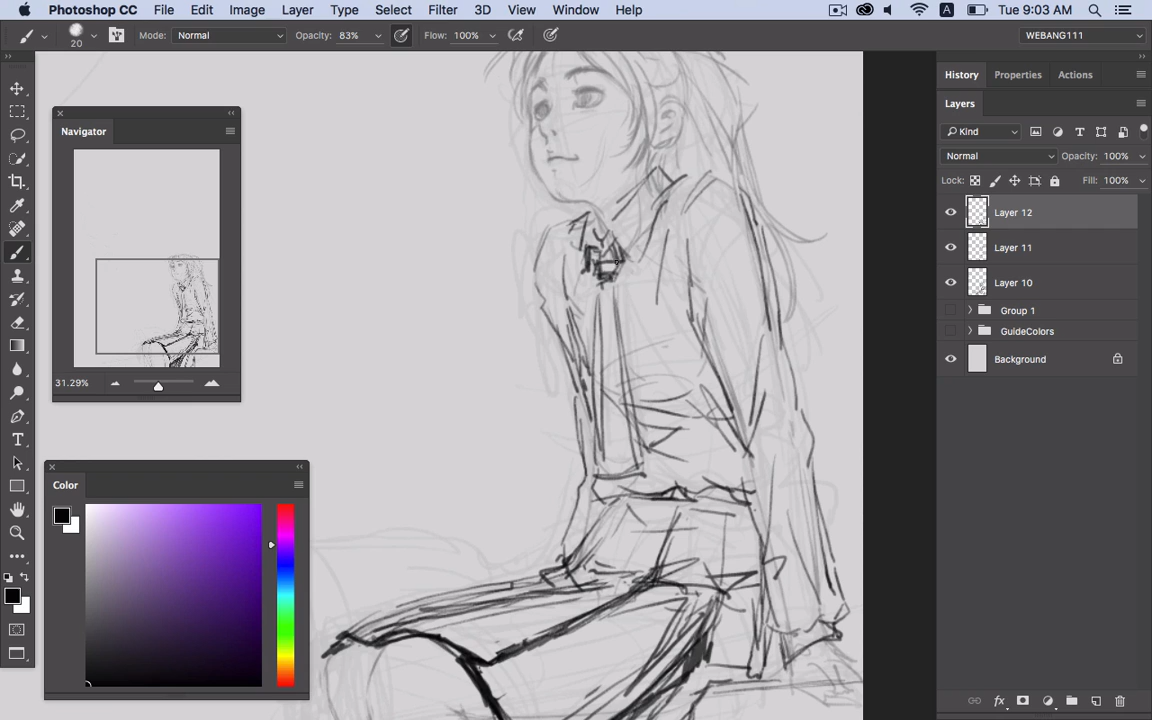 Photoshop CC File Edit Image Layer Type Select Filter 3D View Window Help A Tue 9:03 AM
20 Mode: Normal Opacity: 83% Flow: 100% WEBANG111
History Properties Actions
Layers
Navigator
Kind
Normal Opacity: 100%
Lock: Fill: 100%
Layer 12
Layer 11
Layer 10
Group 1
GuideColors
Background
31.29%
Color